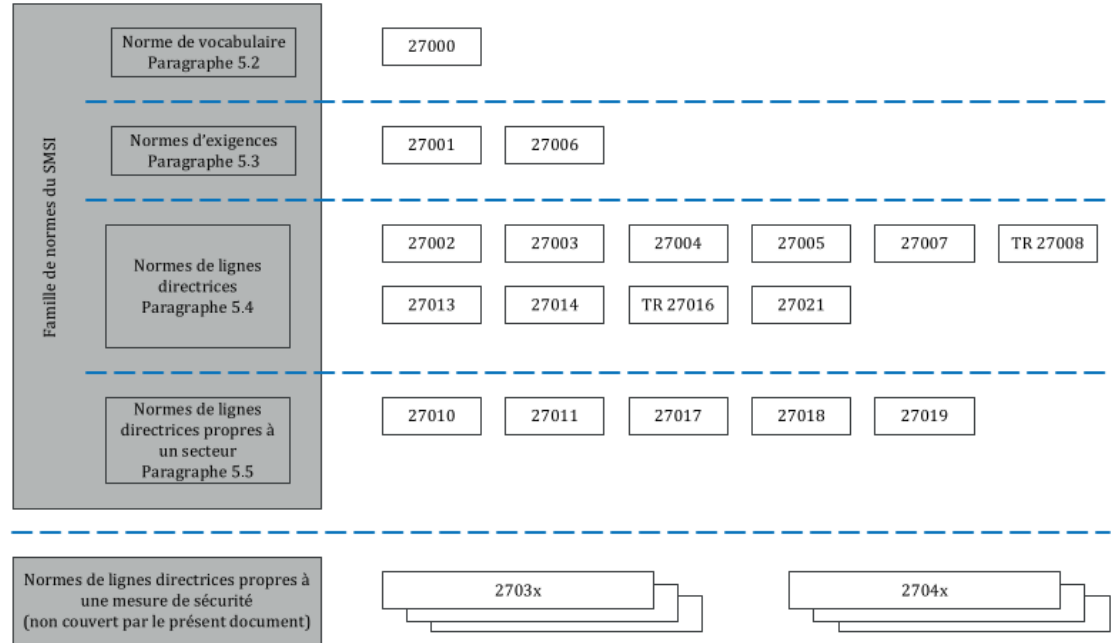 Famille de normes du SMSI
Norme de vocabulaire
Paragraphe 5.2
27000
Normes d'exigences
Paragraphe 5.3
27001
27006
Normes de lignes
directrices
Paragraphe 5.4
27002
27003
27004
27005
27007
TR 27008
27013
27014
TR 27016
27021
Normes de lignes
directrices propres à
un secteur
Paragraphe 5.5
27010
27011
27017
27018
27019
Normes de lignes directrices propres à
une mesure de sécurité
(non couvert par le présent document)
2703x
2704x